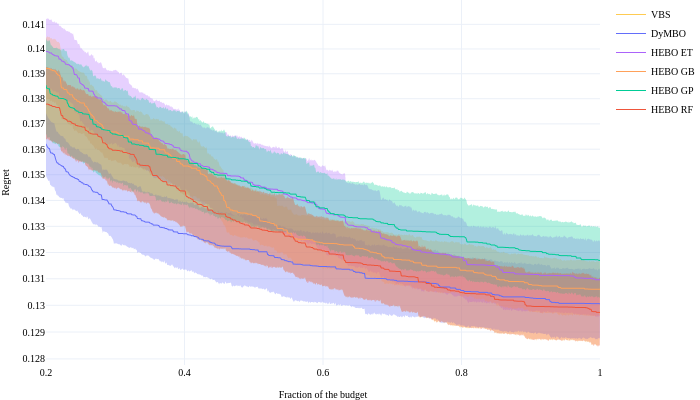 0.141
0.14
0.139
0.138
0.137
0.136
0.135
0.134
0.133
0.132
0.131
0.13
0.129
0.128
Regret
0.2
0.4
0.6
0.8
1
Fraction of the budget
VBS
DyMBO
HEBO ET
HEBO GB
HEBO GP
HEBO RF